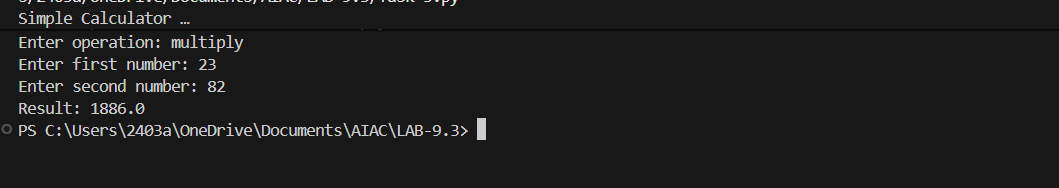 Simple Calculator …
Enter operation: multiply
Enter first number: 23
Enter second number: 82
Result: 1886.0
PS C:\Users\2403a\OneDrive\Documents\AIAC\LAB-9.3>